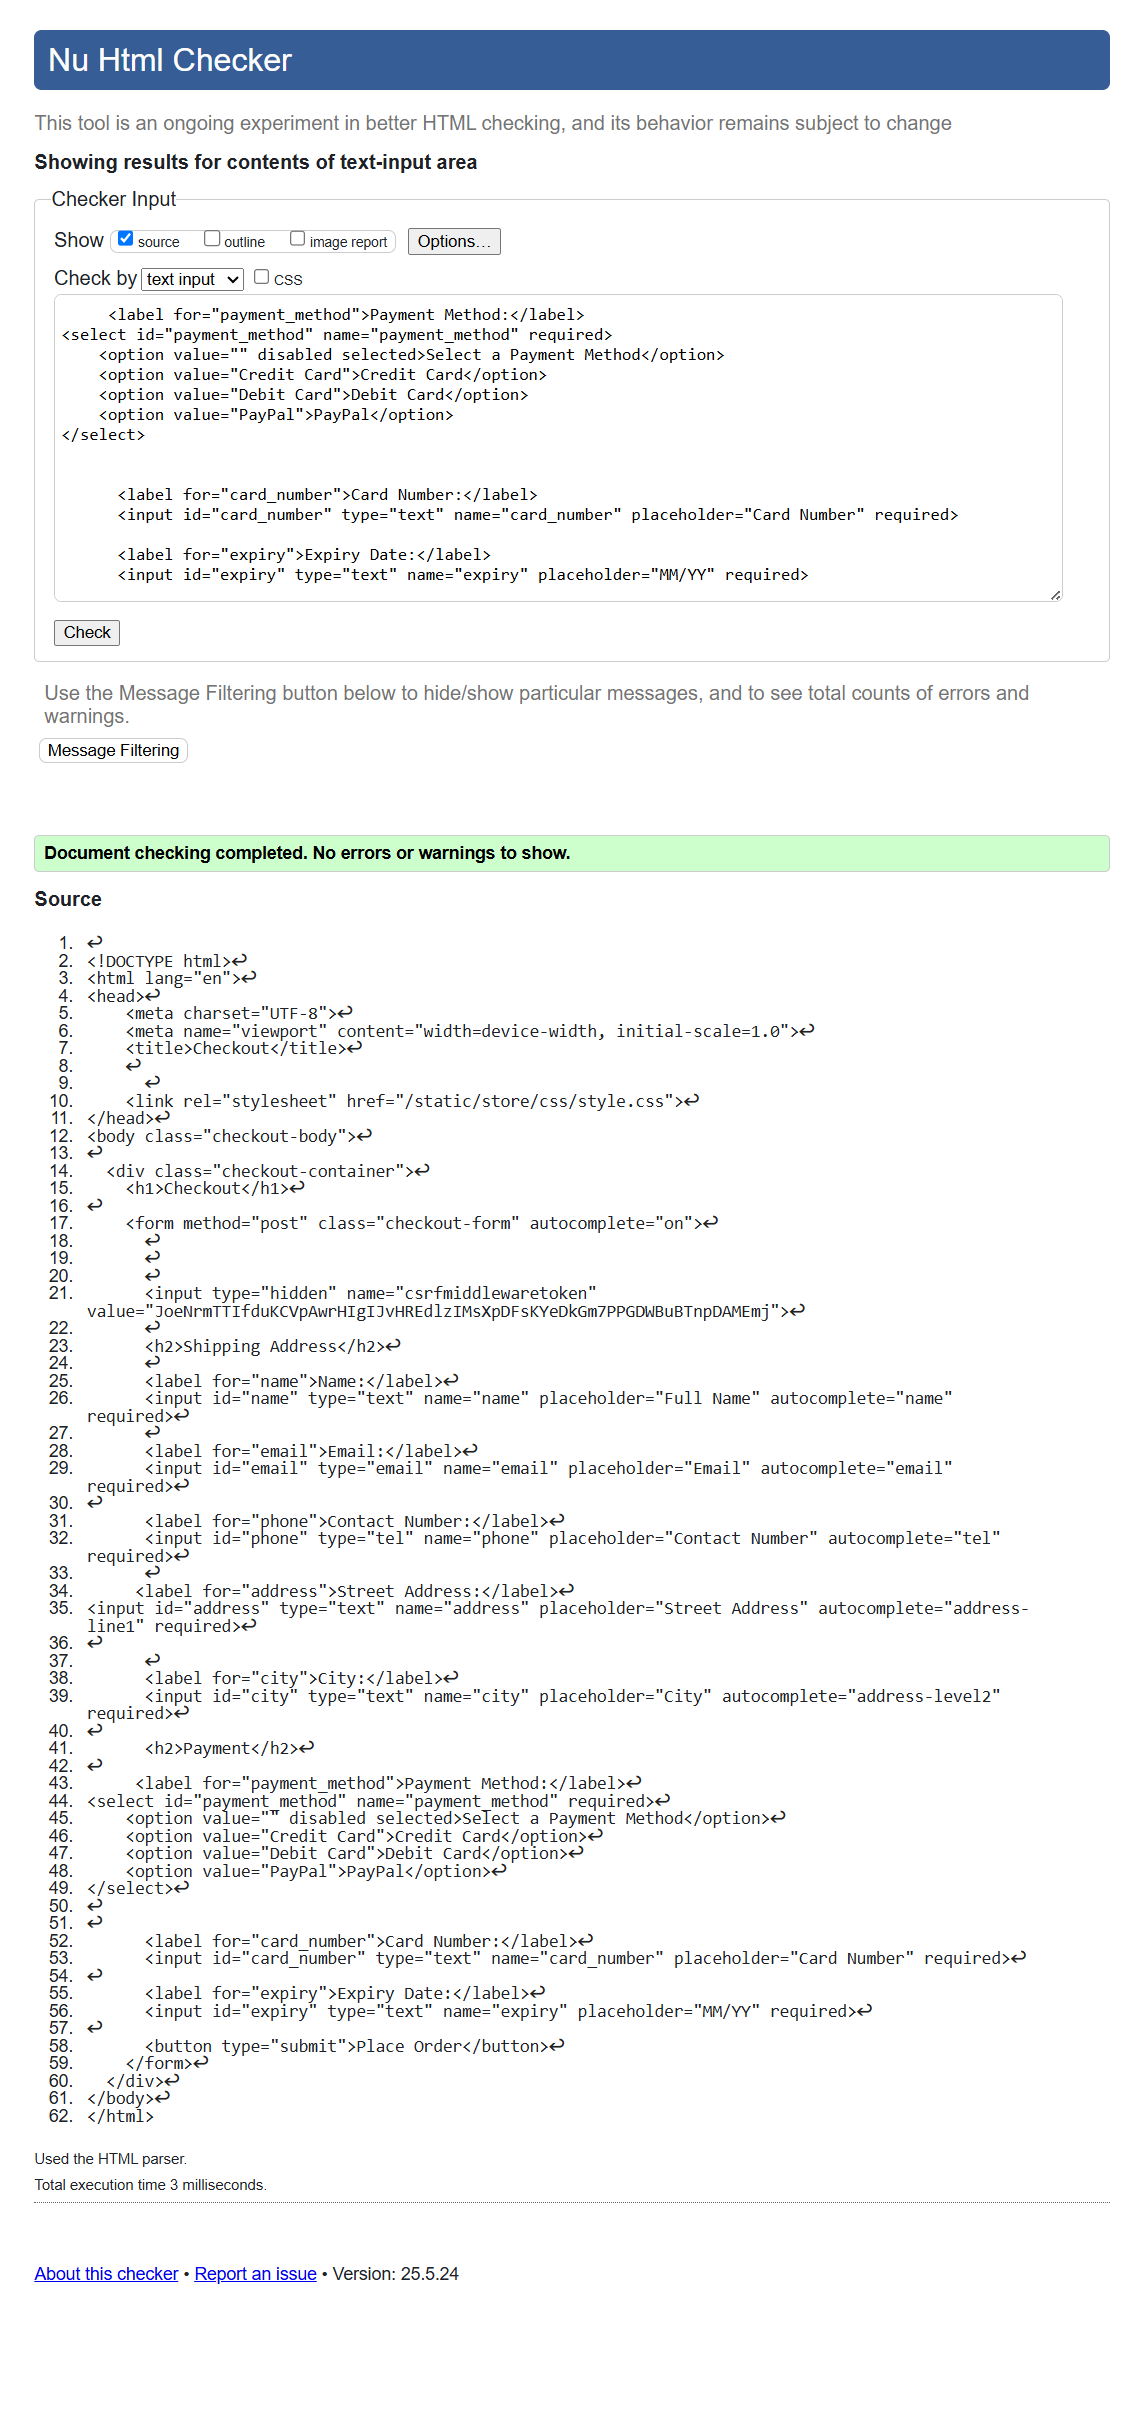 Nu Html Checker
This tool is an ongoing experiment in better HTML checking, and its behavior remains subject to change
Showing results for contents of text-input area
Checker Input
Show source outline image report Options...
Check by text input CSS
<label for="payment_method">Payment Method:</label>
<select id="payment_method" name="payment_method" required>
<option value="" disabled selected>Select a Payment Method</option>
<option value="Credit Card">Credit Card</option>
<option value="Debit Card">Debit Card</option>
<option value="PayPal">PayPal</option>
</select>
<label for="card_number">Card Number:</label>
<input id="card_number" type="text" name="card_number" placeholder="Card Number" required>
<label for="expiry">Expiry Date:</label>
<input id="expiry" type="text" name="expiry" placeholder="MM/YY" required>
Check
Use the Message Filtering button below to hide/show particular messages, and to see total counts of errors and
warnings.
Message Filtering
Document checking completed. No errors or warnings to show.
Source
1. ↩
2. <!DOCTYPE html>↩
3. <html lang="en">↩
4. <head>↩
5. <meta charset="UTF-8">↩
6. <meta name="viewport" content="width=device-width, initial-scale=1.0">↩
7. <title>Checkout</title>↩
8. ↩
9. ↩
10. <link rel="stylesheet" href="/static/store/css/style.css">↩
11. </head>↩
12. <body class="checkout-body">↩
13. ↩
14. <div class="checkout-container">↩
15. <h1>Checkout</h1>↩
16. ↩
17. <form method="post" class="checkout-form" autocomplete="on">↩
18. ↩
19. ↩
20. ↩
21. <input type="hidden" name="csrfmiddlewaretoken"
value="JoeNrmTTIfduKCVpAwrHIgIJvHREdlzIMsXpDFsKYeDkGm7PPGDWBuBTnpDAMEmj">↩
22. ↩
23. <h2>Shipping Address</h2>↩
24. ↩
25. <label for="name">Name:</label>↩
26. <input id="name" type="text" name="name" placeholder="Full Name" autocomplete="name"
required>↩
27. ↩
28. <label for="email">Email:</label>↩
29. <input id="email" type="email" name="email" placeholder="Email" autocomplete="email"
required>↩
30. ↩
31. <label for="phone">Contact Number:</label>↩
32. <input id="phone" type="tel" name="phone" placeholder="Contact Number" autocomplete="tel"
required>↩
33. ↩
34. <label for="address">Street Address:</label>↩
35. <input id="address" type="text" name="address" placeholder="Street Address" autocomplete="address-
line1" required>↩
36. ↩
37. ↩
38. <label for="city">City:</label>↩
39. <input id="city" type="text" name="city" placeholder="City" autocomplete="address-level2"
required>↩
40. ↩
41. <h2>Payment</h2>↩
42. ↩
43. <label for="payment_method">Payment Method:</label>↩
44. <select id="payment_method" name="payment_method" required>↩
45. <option value="" disabled selected>Select a Payment Method</option>↩
46. <option value="Credit Card">Credit Card</option>↩
47. <option value="Debit Card">Debit Card</option>↩
48. <option value="PayPal">PayPal</option>↩
49. </select>↩
50. ↩
51. ↩
52. <label for="card_number">Card Number:</label>↩
53. <input id="card_number" type="text" name="card_number" placeholder="Card Number" required>↩
54. ↩
55. <label for="expiry">Expiry Date:</label>↩
56. <input id="expiry" type="text" name="expiry" placeholder="MM/YY" required>↩
57. ↩
58. <button type="submit">Place Order</button>↩
59. </form>↩
60. </div>↩
61. </body>↩
62. </html>
Used the HTML parser.
Total execution time 3 milliseconds.
About this checker • Report an issue • Version: 25.5.24